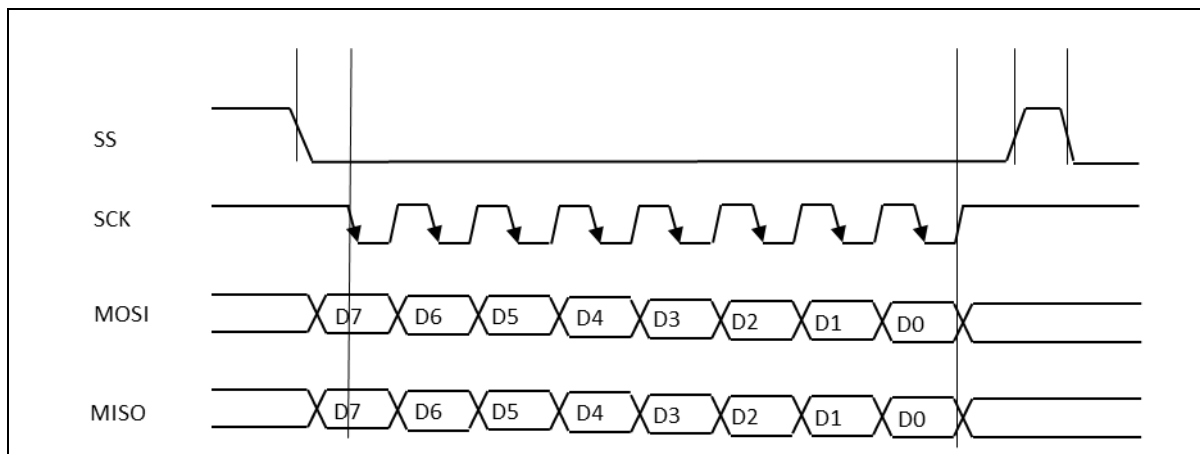 SS
SCK
MOSI D7 D6 D5 D4 D3 D2 D1 D0
MISO D7 D6 D5 D4 D3 D2 D1 D0